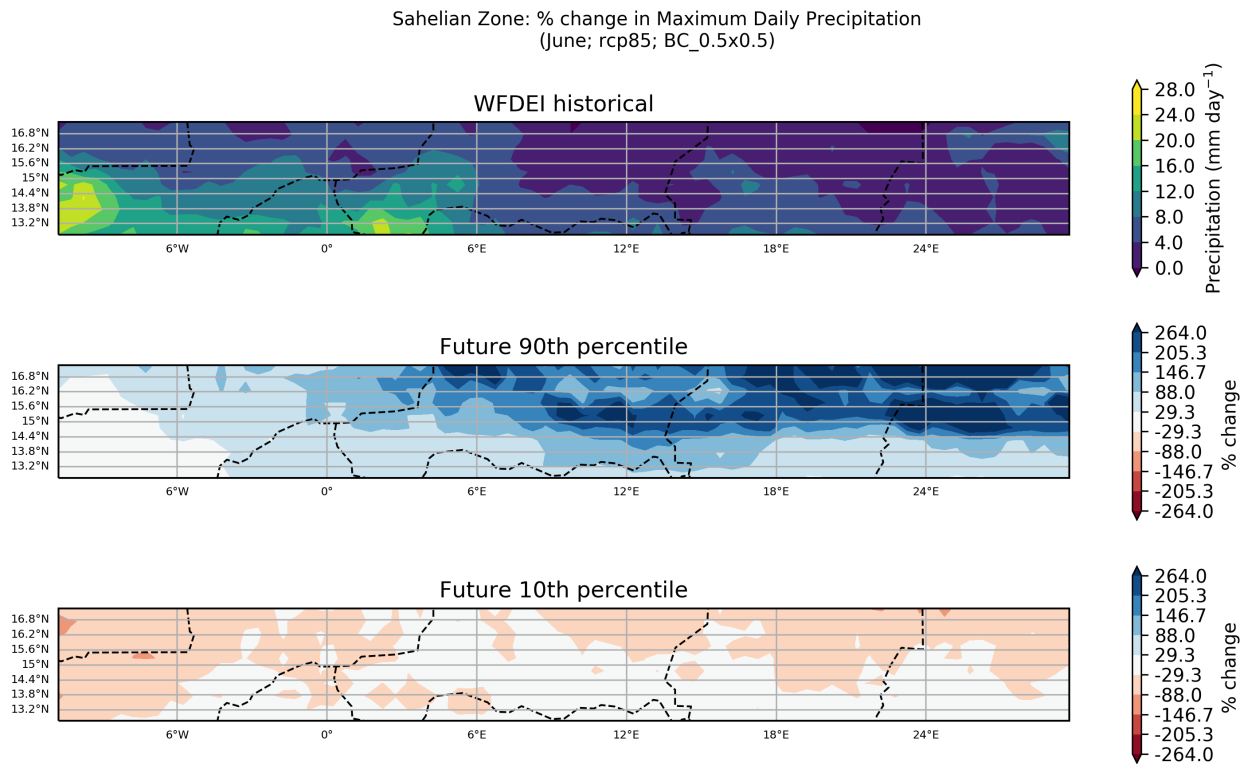 Sahelian Zone: % change in Maximum Daily Precipitation
(June; rcp85; BC_0.5x0.5)
WFDEI historical
16.8°N
16.2°N
15.6°N
15°N
14.4°N
13.8°N
13.2°N
6°W
0°
6°E
12°E
18°E
24°E
28.0
24.0
20.0
16.0
12.0
8.0
4.0
0.0
Precipitation (mm day⁻¹)
Future 90th percentile
16.8°N
16.2°N
15.6°N
15°N
14.4°N
13.8°N
13.2°N
6°W
0°
6°E
12°E
18°E
24°E
264.0
205.3
146.7
88.0
29.3
-29.3
-88.0
-146.7
-205.3
-264.0
% change
Future 10th percentile
16.8°N
16.2°N
15.6°N
15°N
14.4°N
13.8°N
13.2°N
6°W
0°
6°E
12°E
18°E
24°E
264.0
205.3
146.7
88.0
29.3
-29.3
-88.0
-146.7
-205.3
-264.0
% change